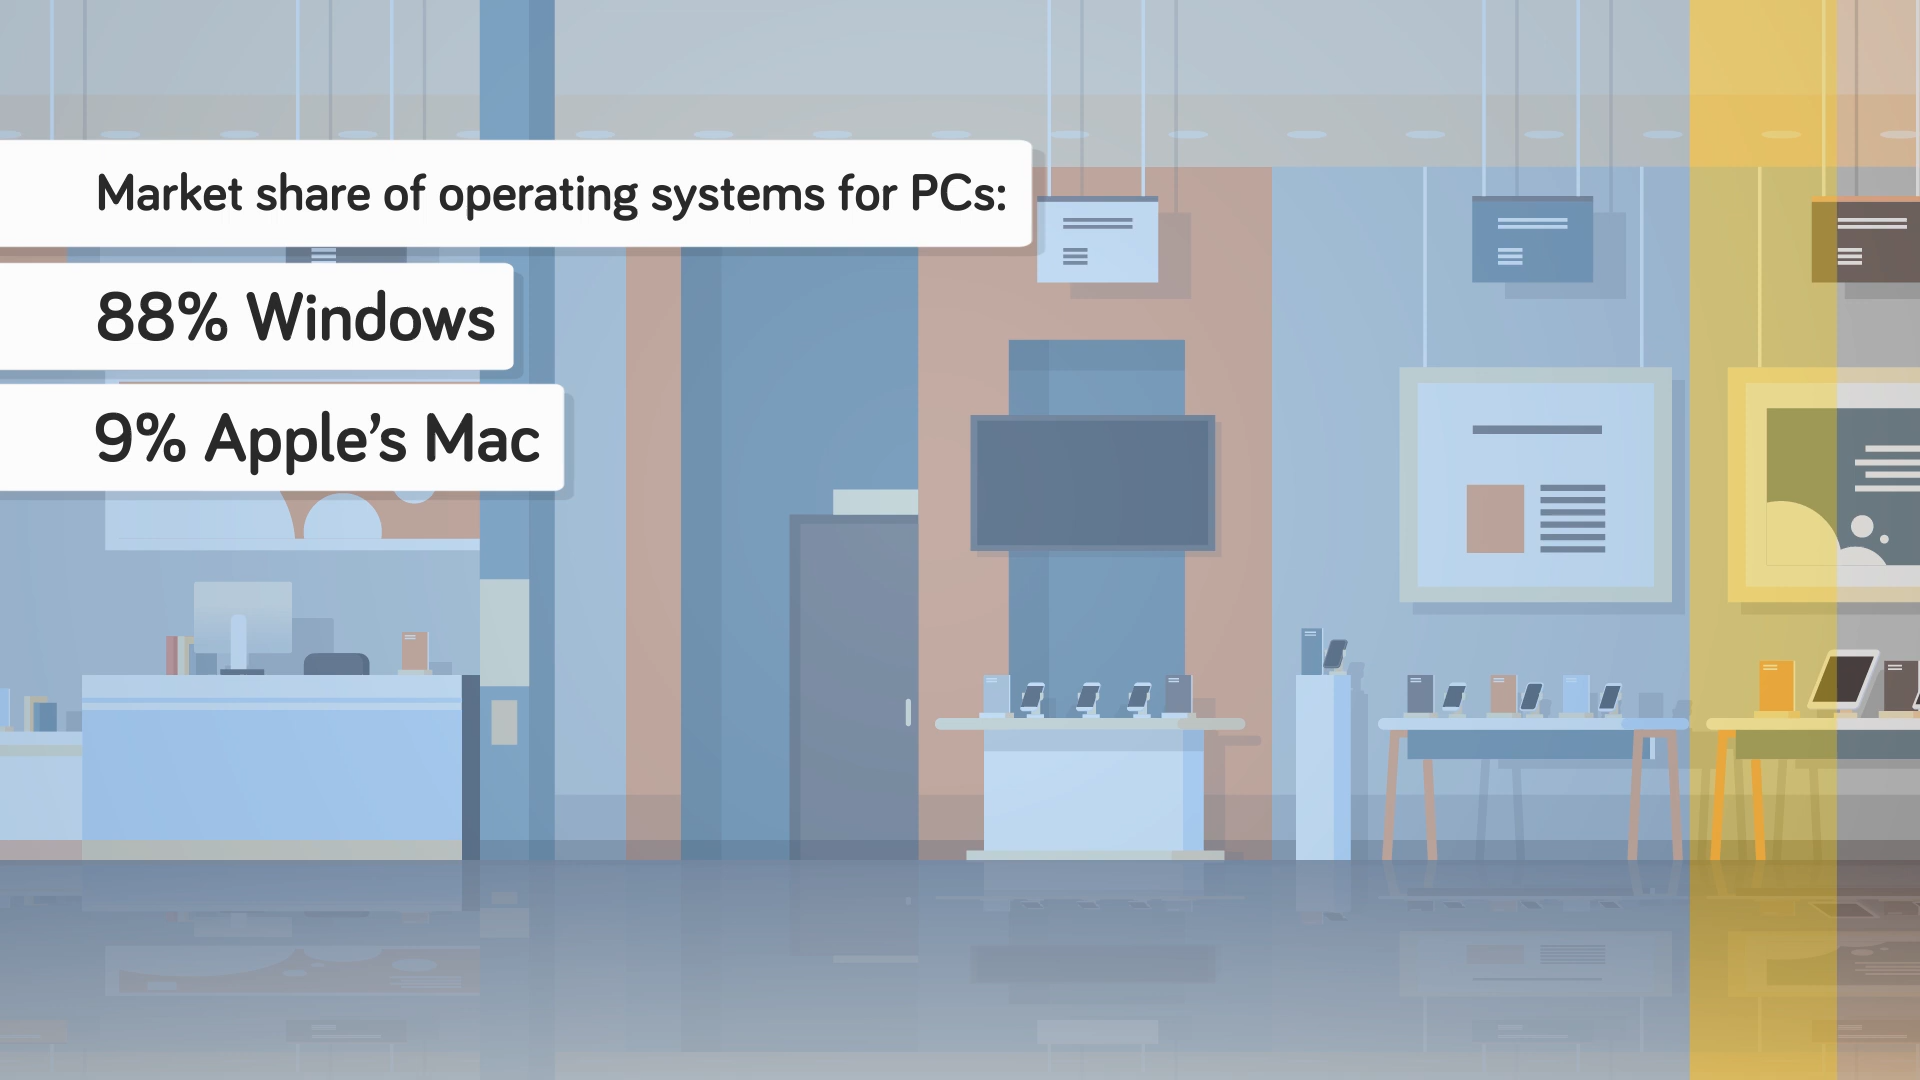 Market share of operating systems for PCs:
88% Windows
9% Apple’s Mac